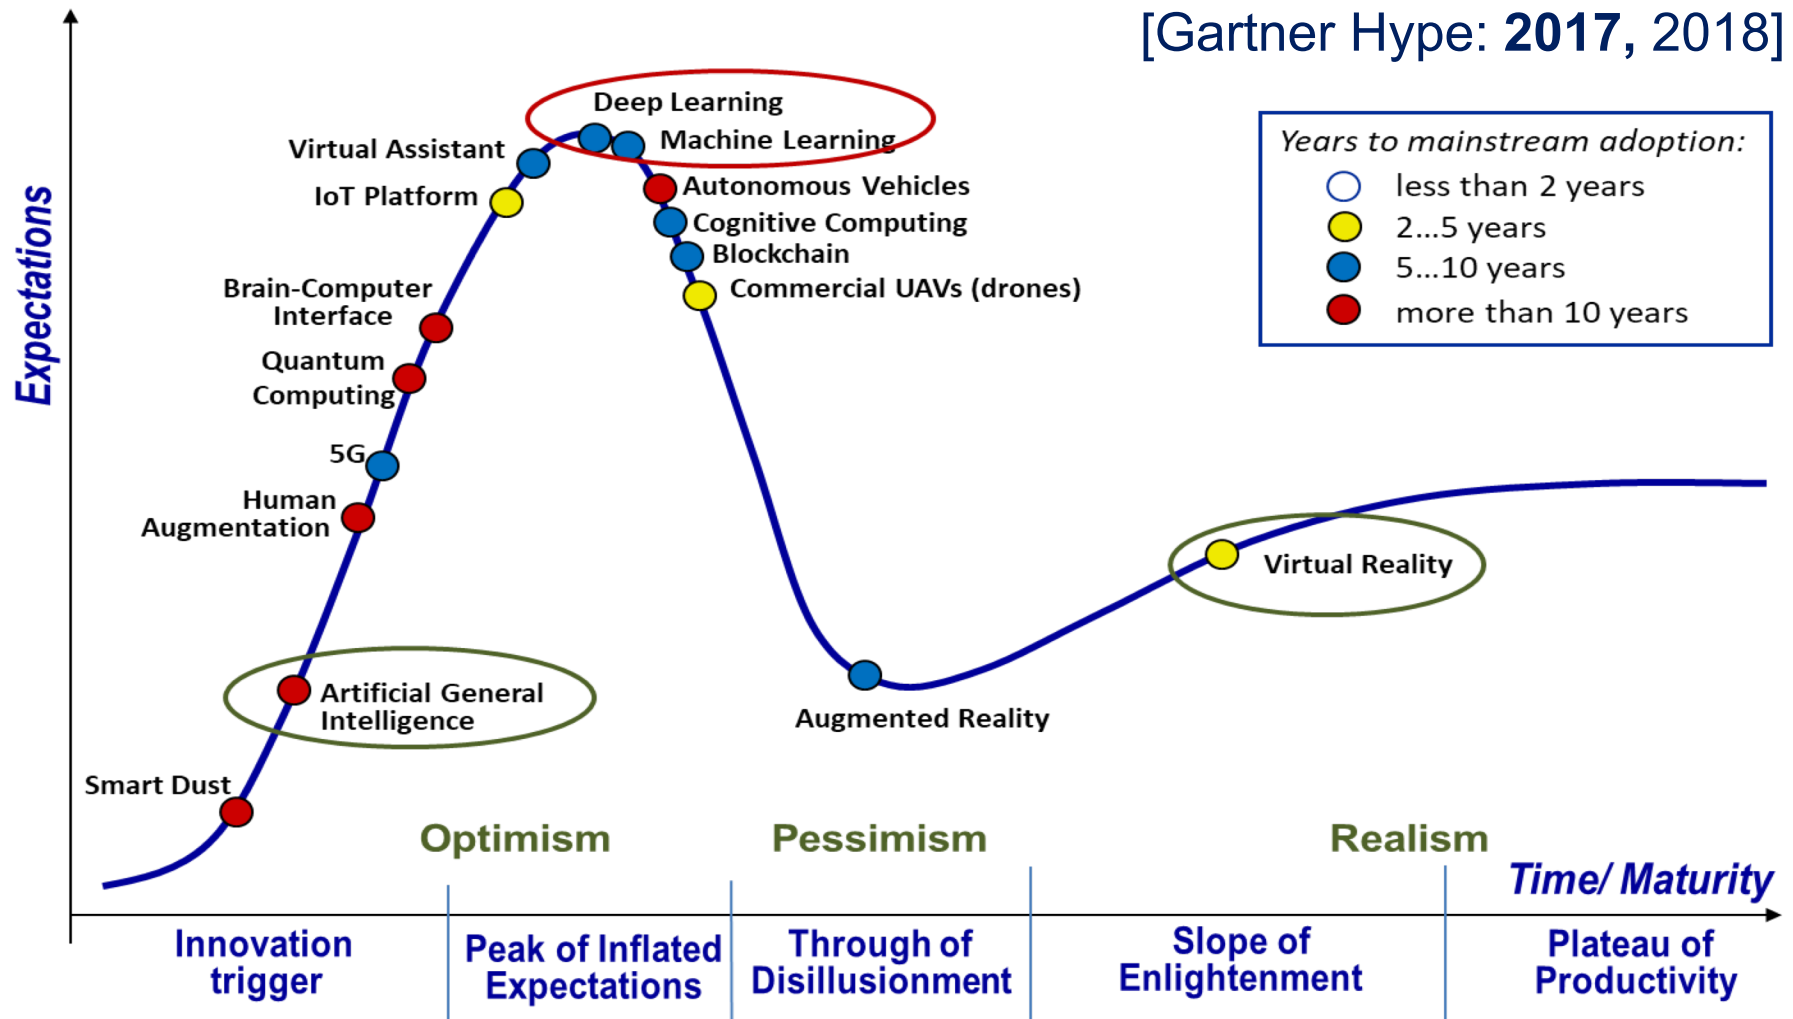 [Gartner Hype: 2017, 2018]
Deep Learning
Machine Learning
Virtual Assistant
IoT Platform
Autonomous Vehicles
Cognitive Computing
Blockchain
Commercial UAVs (drones)
Brain-Computer
Interface
Quantum
Computing
5G
Human
Augmentation
Artificial General
Intelligence
Smart Dust
Augmented Reality
Virtual Reality
Years to mainstream adoption:
less than 2 years
2...5 years
5...10 years
more than 10 years
Expectations
Optimism
Pessimism
Realism
Time/ Maturity
Innovation
trigger
Peak of Inflated
Expectations
Through of
Disillusionment
Slope of
Enlightenment
Plateau of
Productivity